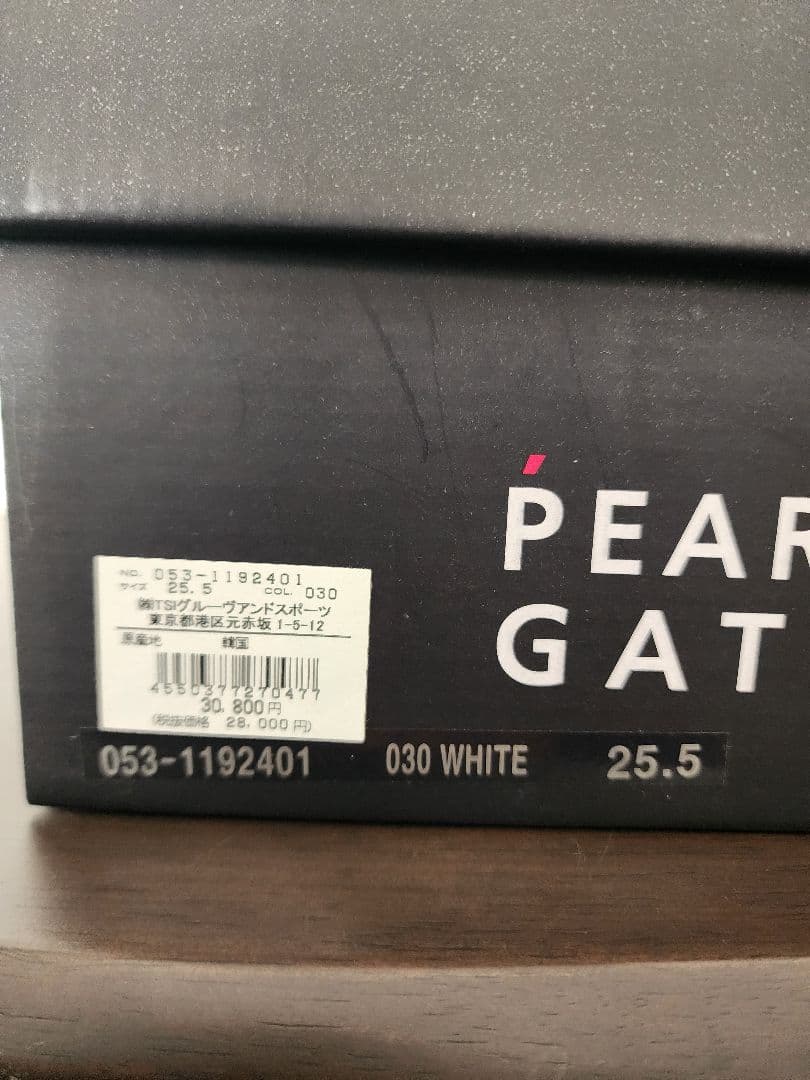 PEAR
GAT
NO. 053-1192401
サイズ 25.5 COL. 030
㈱TSIグルーヴアンドスポーツ
東京都港区元赤坂 1-5-12
原産地 韓国
4550377270477
30,800円
(税抜価格 28,000円)
053-1192401 030 WHITE 25.5